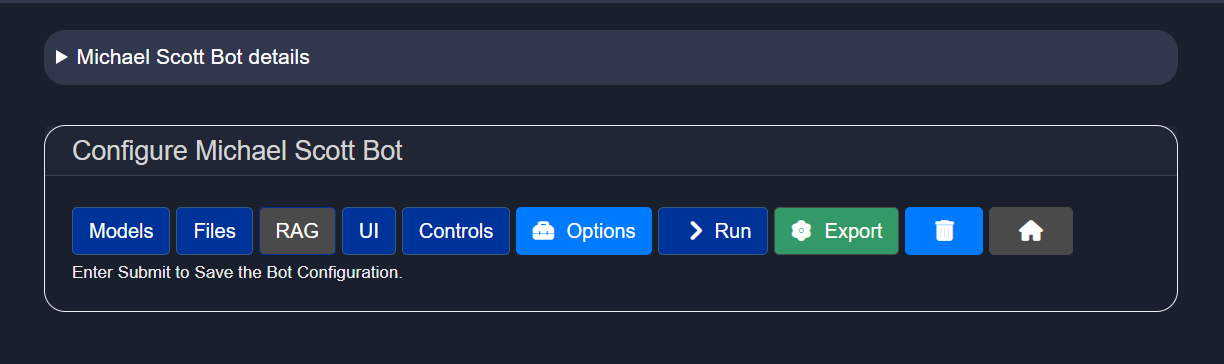 Michael Scott Bot details
Configure Michael Scott Bot
Models Files RAG UI Controls Options Run Export
Enter Submit to Save the Bot Configuration.